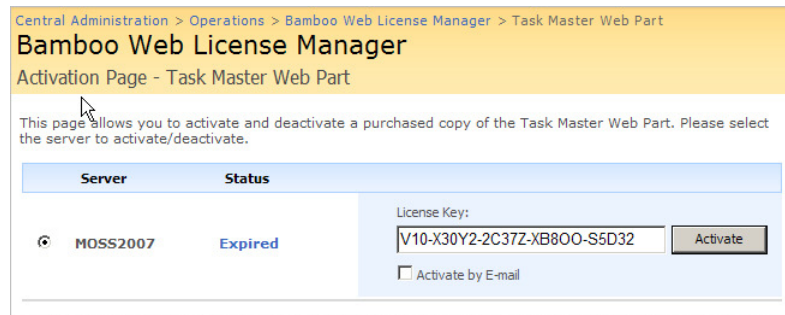 Central Administration > Operations > Bamboo Web License Manager > Task Master Web Part
Bamboo Web License Manager
Activation Page - Task Master Web Part
This page allows you to activate and deactivate a purchased copy of the Task Master Web Part. Please select
the server to activate/deactivate.
Server Status
License Key:
MOSS2007 Expired V10-X30Y2-2C37Z-XB8OO-S5D32 Activate
Activate by E-mail